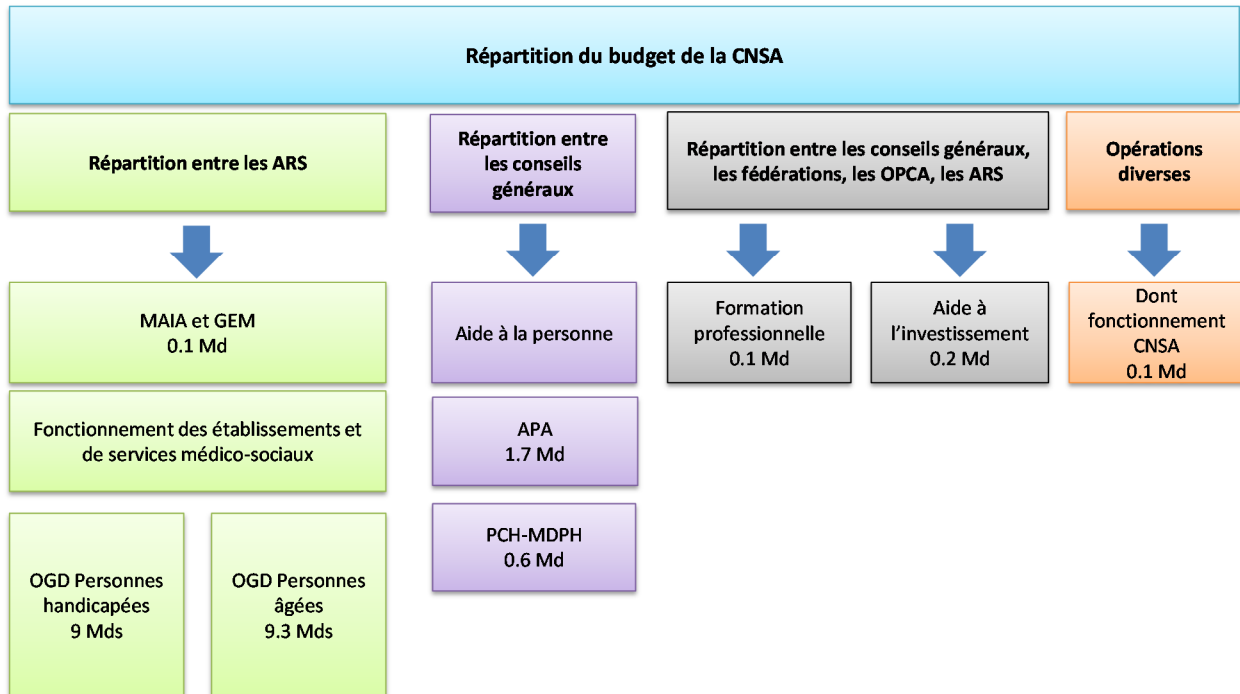 Répartition du budget de la CNSA
Répartition entre les ARS
Répartition entre
les conseils
généraux
Répartition entre les conseils généraux,
les fédérations, les OPCA, les ARS
Opérations
diverses
MAIA et GEM
0.1 Md
Aide à la personne
Formation
professionnelle
0.1 Md
Aide à
l’investissement
0.2 Md
Dont
fonctionnement
CNSA
0.1 Md
Fonctionnement des établissements et
de services médico-sociaux
APA
1.7 Md
PCH-MDPH
0.6 Md
OGD Personnes
handicapées
9 Mds
OGD Personnes
âgées
9.3 Mds